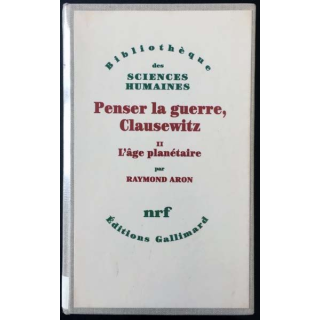 Bibliothèque
des
SCIENCES
HUMAINES
Penser la guerre,
Clausewitz
II
L'âge planétaire
par
RAYMOND ARON
nrf
Éditions Gallimard